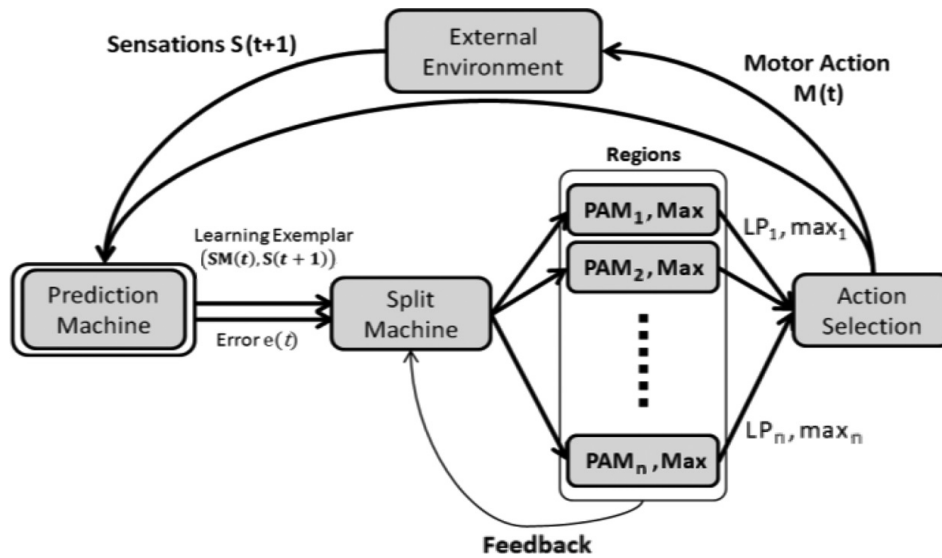 Sensations S(t+1)
External
Environment
Motor Action
M(t)
Regions
PAM₁, Max
LP₁, max₁
Learning Exemplar
(SM(t), S(t + 1))
PAM₂, Max
Prediction
Machine
Split
Machine
Action
Selection
Error e(t)
LPₙ, maxₙ
PAMₙ, Max
Feedback